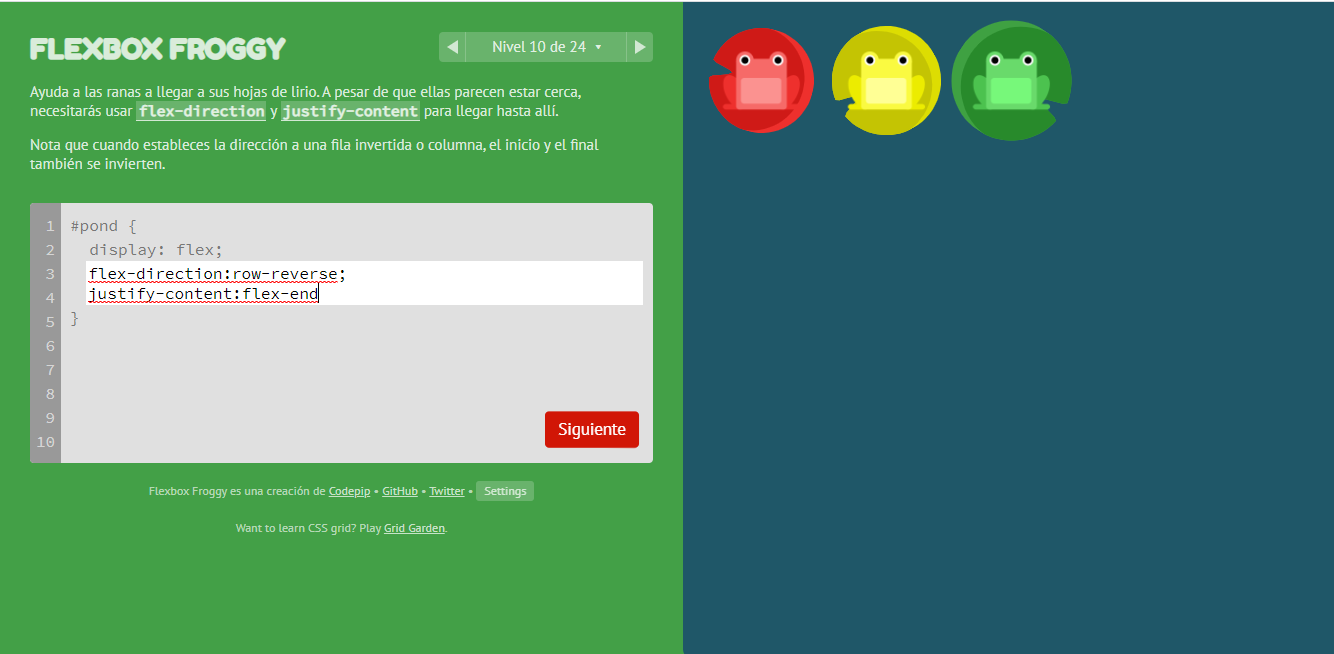 FLEXBOX FROGGY
Nivel 10 de 24
Ayuda a las ranas a llegar a sus hojas de lirio. A pesar de que ellas parecen estar cerca,
necesitarás usar flex-direction y justify-content para llegar hasta allí.
Nota que cuando estableces la dirección a una fila invertida o columna, el inicio y el final
también se invierten.
1 #pond {
2 display: flex;
3 flex-direction:row-reverse;
4 justify-content:flex-end
5 }
6
7
8
9
10
Siguiente
Flexbox Froggy es una creación de Codepip • GitHub • Twitter • Settings
Want to learn CSS grid? Play Grid Garden.